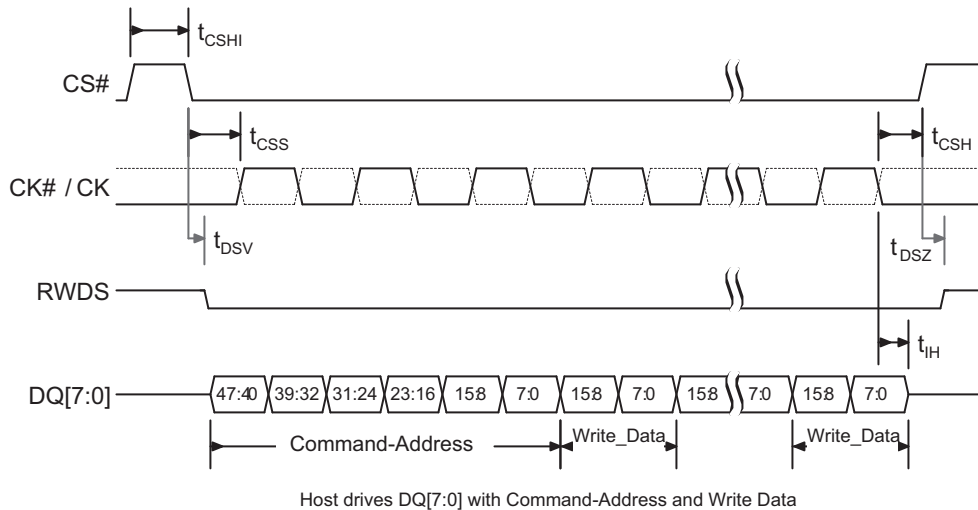 tCSHI
CS#
tCSS
tCSH
CK# / CK
tDSV
tDSZ
RWDS
tIH
DQ[7:0]
47:40 39:32 31:24 23:16 15:8 7:0 15:8 7:0 15:8 7:0 15:8 7:0
Command-Address Write_Data Write_Data
Host drives DQ[7:0] with Command-Address and Write Data